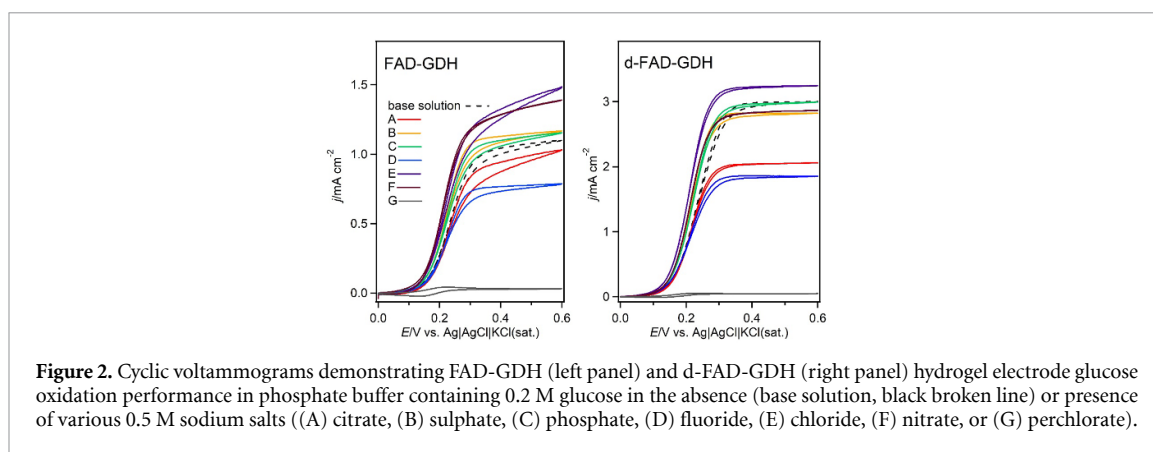 FAD-GDH
d-FAD-GDH
base solution
A
B
C
D
E
F
G
1.5
1.0
0.5
0.0
j/mA cm⁻²
0.0 0.2 0.4 0.6
E/V vs. Ag|AgCl|KCl(sat.)
3
2
1
0
j/mA cm⁻²
0.0 0.2 0.4 0.6
E/V vs. Ag|AgCl|KCl(sat.)
Figure 2. Cyclic voltammograms demonstrating FAD-GDH (left panel) and d-FAD-GDH (right panel) hydrogel electrode glucose
oxidation performance in phosphate buffer containing 0.2 M glucose in the absence (base solution, black broken line) or presence
of various 0.5 M sodium salts ((A) citrate, (B) sulphate, (C) phosphate, (D) fluoride, (E) chloride, (F) nitrate, or (G) perchlorate).